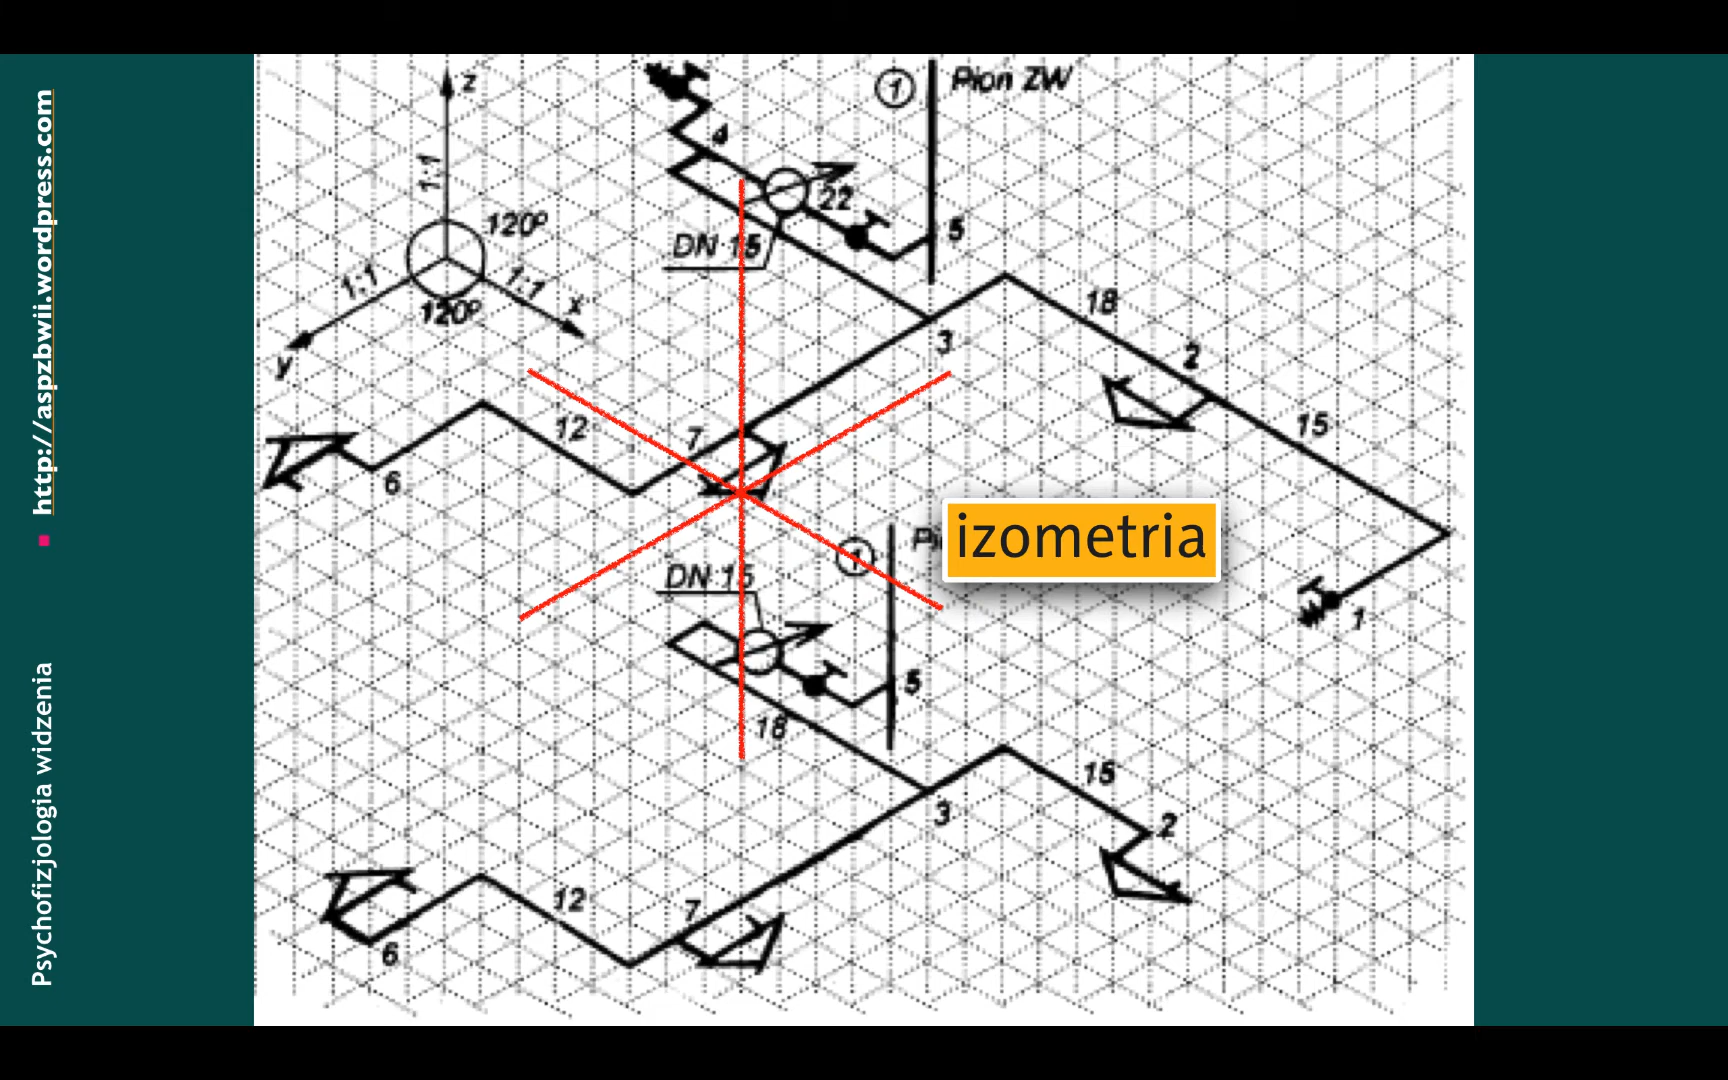 http://aspzbwii.wordpress.com
Psychofizjologia widzenia
z
1:1
120º
1:1
1:1
x
120º
y
4
1
Pion ZW
22
DN 15
5
3
18
2
15
12
7
6
1
izometria
DN 15
1
5
18
3
15
2
12
7
6